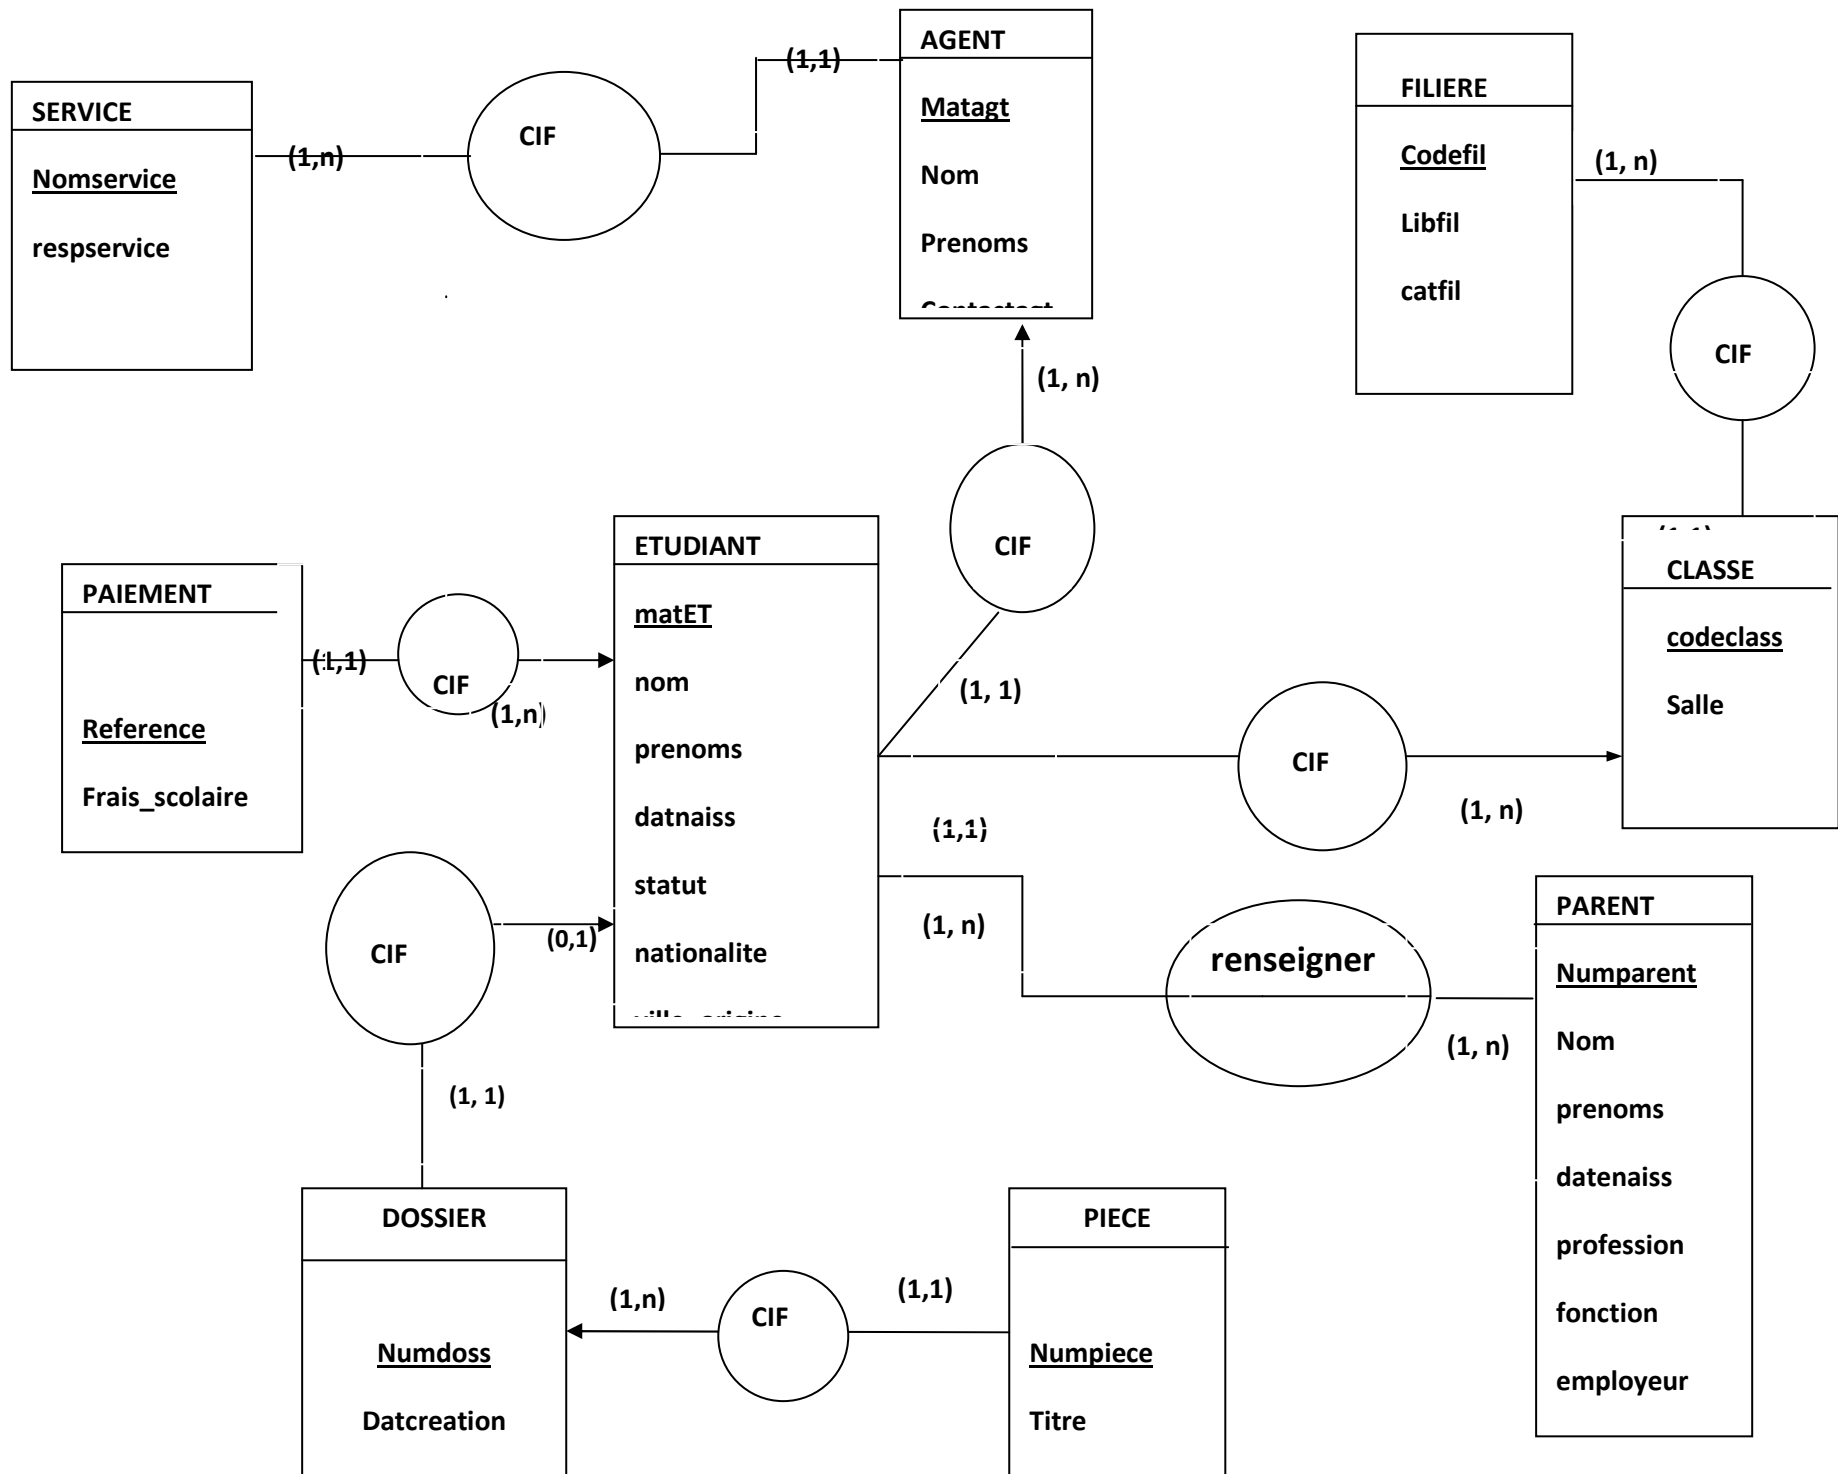 SERVICE
Nomservice
respservice
(1,n)
CIF
(1,1)
AGENT
Matagt
Nom
Prenoms
(1, n)
CIF
(1, 1)
FILIERE
Codefil
Libfil
catfil
(1, n)
CIF
CLASSE
codeclass
Salle
PAIEMENT
Reference
Frais_scolaire
(1,1)
CIF
(1,n)
ETUDIANT
matET
nom
prenoms
datnaiss
statut
nationalite
(1,1)
CIF
(1, n)
(1, n)
renseigner
(1, n)
PARENT
Numparent
Nom
prenoms
datenaiss
profession
fonction
employeur
CIF
(0,1)
(1, 1)
DOSSIER
Numdoss
Datcreation
(1,n)
CIF
(1,1)
PIECE
Numpiece
Titre